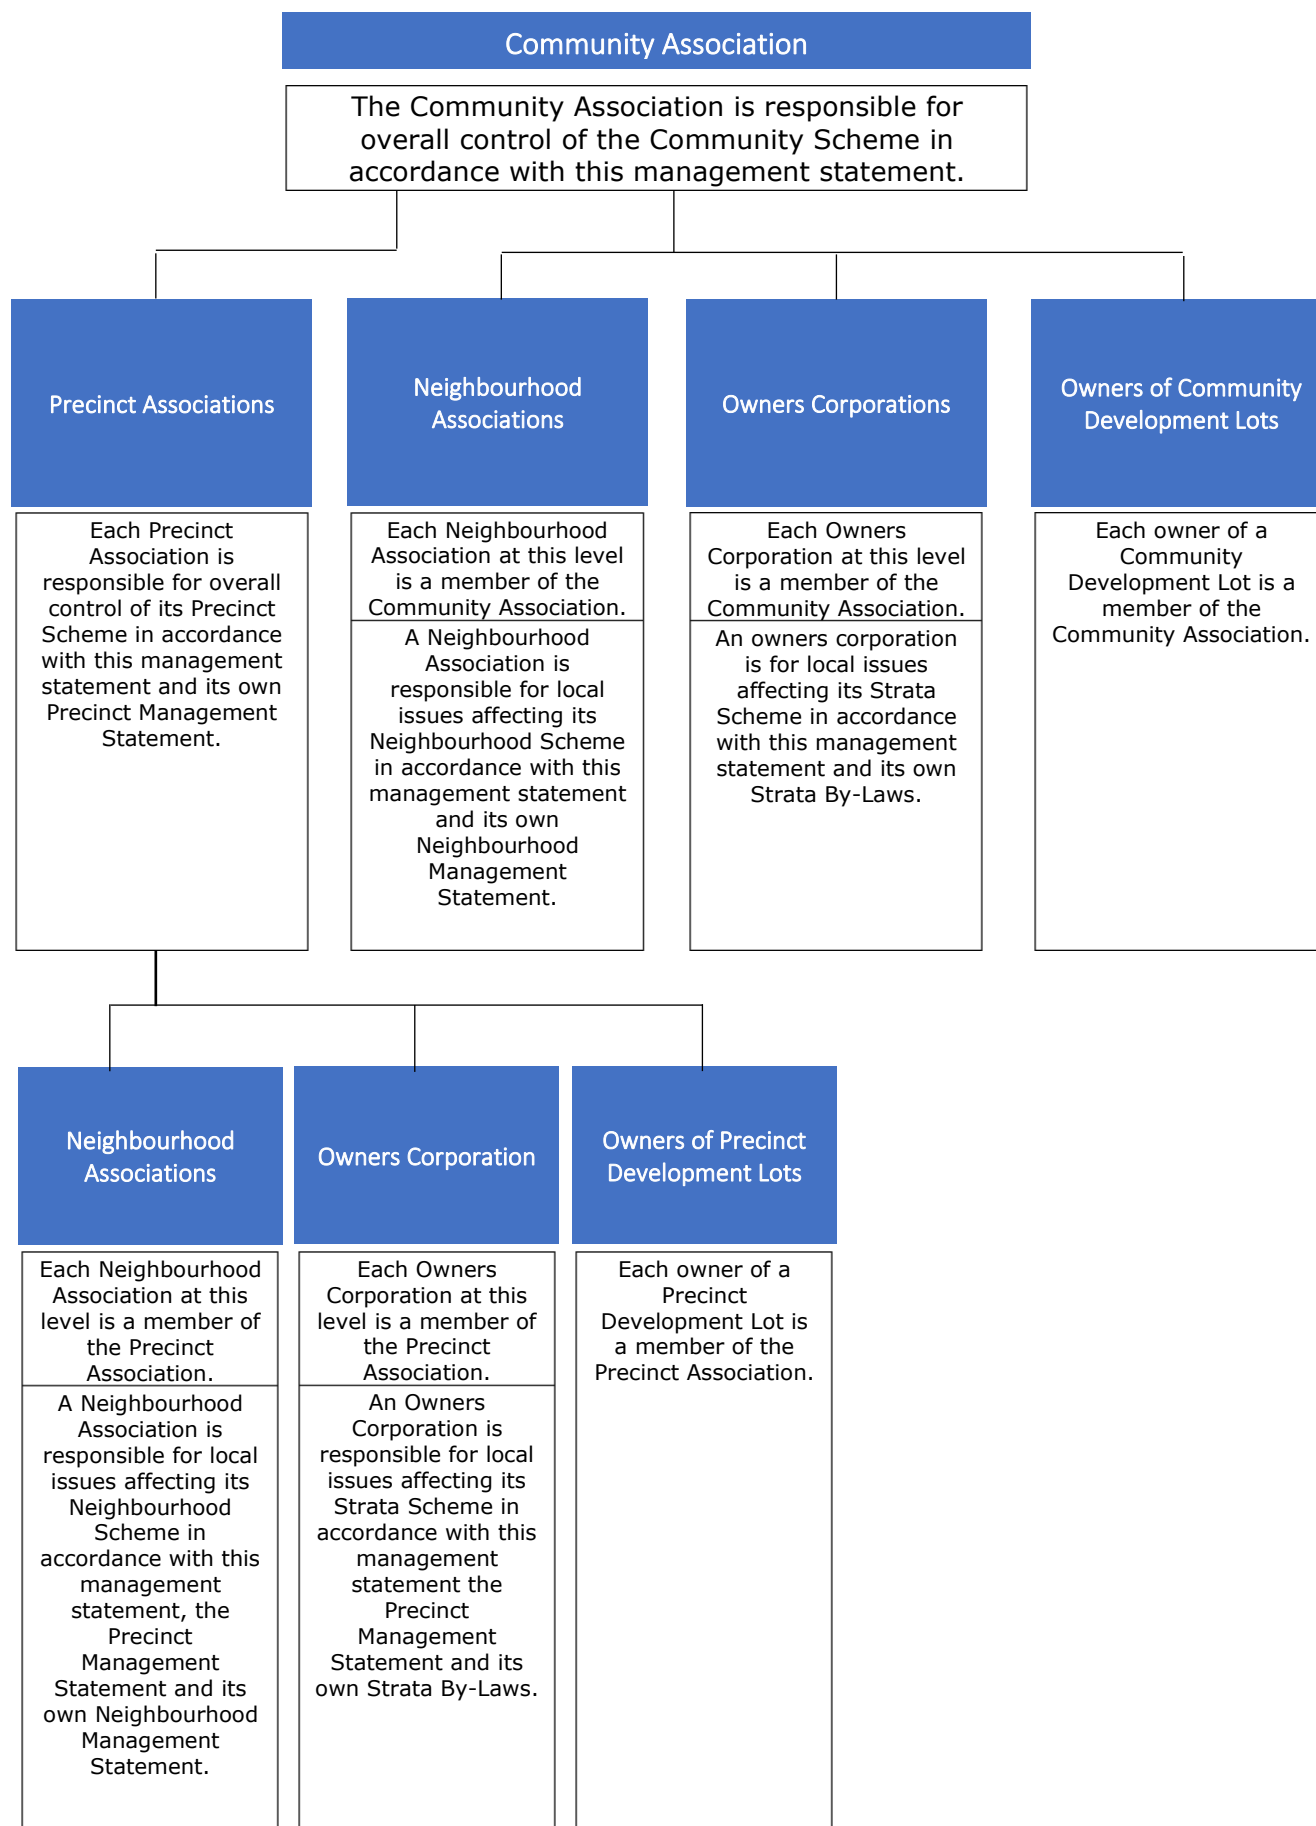 Community Association
The Community Association is responsible for
overall control of the Community Scheme in
accordance with this management statement.
Precinct Associations
Neighbourhood
Associations
Owners Corporations
Owners of Community
Development Lots
Each Precinct
Association is
responsible for overall
control of its Precinct
Scheme in accordance
with this management
statement and its own
Precinct Management
Statement.
Each Neighbourhood
Association at this level
is a member of the
Community Association.
A Neighbourhood
Association is
responsible for local
issues affecting its
Neighbourhood Scheme
in accordance with this
management statement
and its own
Neighbourhood
Management
Statement.
Each Owners
Corporation at this level
is a member of the
Community Association.
An owners corporation
is for local issues
affecting its Strata
Scheme in accordance
with this management
statement and its own
Strata By-Laws.
Each owner of a
Community
Development Lot is a
member of the
Community Association.
Neighbourhood
Associations
Owners Corporation
Owners of Precinct
Development Lots
Each Neighbourhood
Association at this
level is a member of
the Precinct
Association.
A Neighbourhood
Association is
responsible for local
issues affecting its
Neighbourhood
Scheme in
accordance with this
management
statement, the
Precinct
Management
Statement and its
own Neighbourhood
Management
Statement.
Each Owners
Corporation at this
level is a member of
the Precinct
Association.
An Owners
Corporation is
responsible for local
issues affecting its
Strata Scheme in
accordance with this
management
statement the
Precinct
Management
Statement and its
own Strata By-Laws.
Each owner of a
Precinct
Development Lot is
a member of the
Precinct Association.